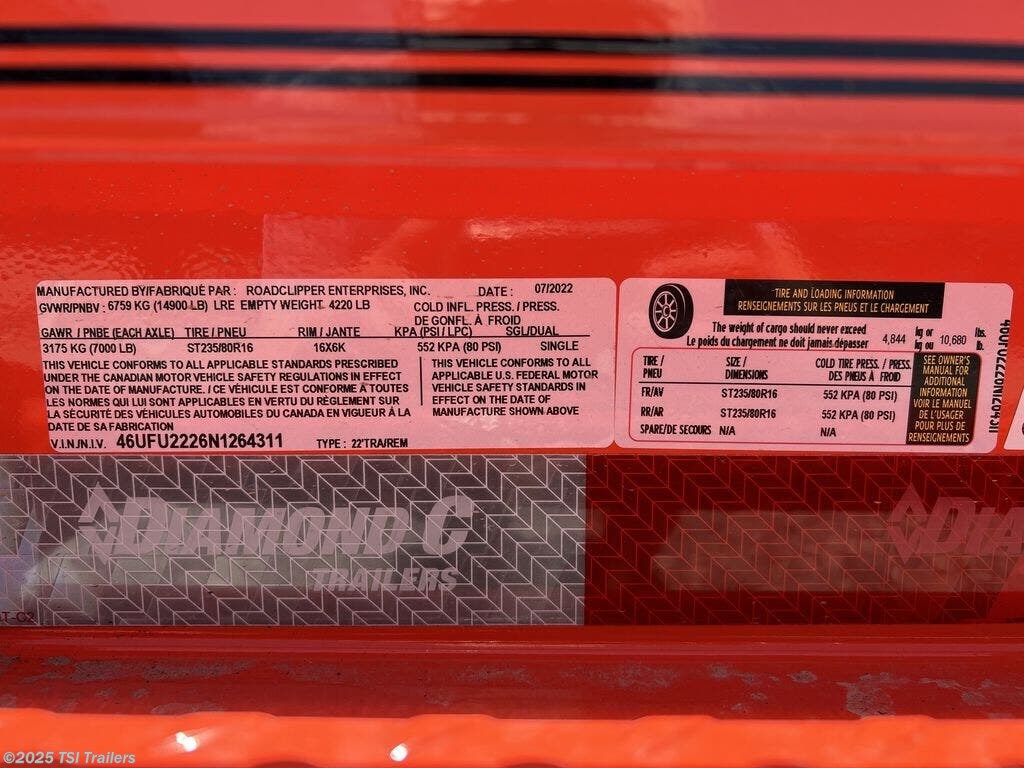 MANUFACTURED BY/FABRIQUÉ PAR : ROADCLIPPER ENTERPRISES, INC. DATE : 07/2022
GVWR/PNBV : 6759 KG (14900 LB) LRE EMPTY WEIGHT 4220 LB COLD INFL. PRESS. / PRESS.
DE GONFL. À FROID
GAWR / PNBE (EACH AXLE) TIRE / PNEU RIM / JANTE KPA (PSI / LPC) SGL/DUAL
3175 KG (7000 LB) ST235/80R16 16X6K 552 KPA (80 PSI) SINGLE
THIS VEHICLE CONFORMS TO ALL APPLICABLE STANDARDS PRESCRIBED
UNDER THE CANADIAN MOTOR VEHICLE SAFETY REGULATIONS IN EFFECT
ON THE DATE OF MANUFACTURE. / CE VÉHICULE EST CONFORME À TOUTES
LES NORMES QUI LUI SONT APPLICABLES EN VERTU DU RÈGLEMENT SUR
LA SÉCURITÉ DES VÉHICULES AUTOMOBILES DU CANADA EN VIGUEUR À LA
DATE DE SA FABRICATION
THIS VEHICLE CONFORMS TO ALL
APPLICABLE U.S. FEDERAL MOTOR
VEHICLE SAFETY STANDARDS IN
EFFECT ON THE DATE OF
MANUFACTURE SHOWN ABOVE
V.I.N./N.I.V. 46UFU2226N1264311 TYPE : 22'TRA/REM
TIRE AND LOADING INFORMATION
RENSEIGNEMENTS SUR LES PNEUS ET LE CHARGEMENT
The weight of cargo should never exceed
Le poids du chargement ne doit jamais dépasser
4,844 kg or
kg ou 10,680 lbs.
lb.
TIRE / PNEU SIZE / DIMENSIONS COLD TIRE PRESS. / PRESS. DES PNEUS À FROID
FR/AV ST235/80R16 552 KPA (80 PSI)
RR/AR ST235/80R16 552 KPA (80 PSI)
SPARE/DE SECOURS N/A N/A
SEE OWNER'S
MANUAL FOR
ADDITIONAL
INFORMATION
VOIR LE MANUEL
DE L'USAGER
POUR PLUS DE
RENSEIGNEMENTS
46UFU2226N1264311
DIAMOND C
TRAILERS
DIA
©2025 TSI Trailers